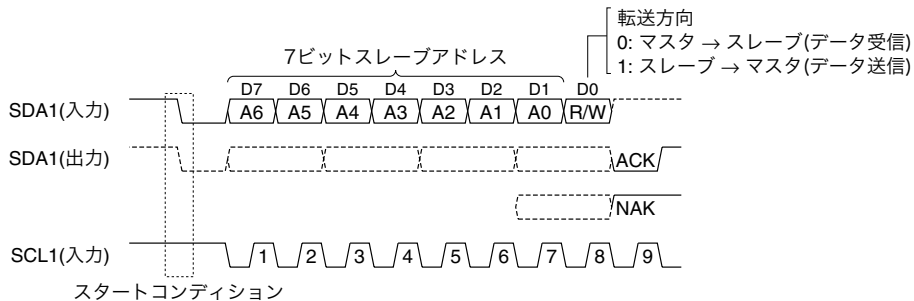 転送方向
0: マスタ → スレーブ(データ受信)
1: スレーブ → マスタ(データ送信)
7ビットスレーブアドレス
D7 D6 D5 D4 D3 D2 D1 D0
SDA1(入力) A6 A5 A4 A3 A2 A1 A0 R/W
SDA1(出力) ACK
NAK
SCL1(入力) 1 2 3 4 5 6 7 8 9
スタートコンディション